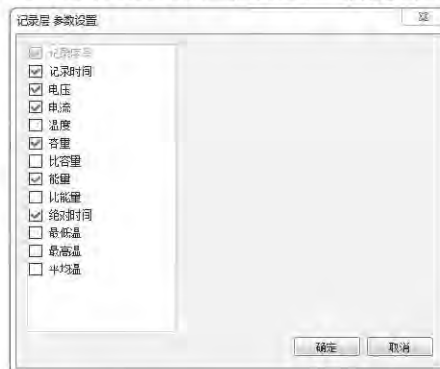 记录层 参数设置
记录序号
记录时间
电压
电流
温度
容量
比容量
能量
比能量
绝对时间
最低温
最高温
平均温
确定
取消